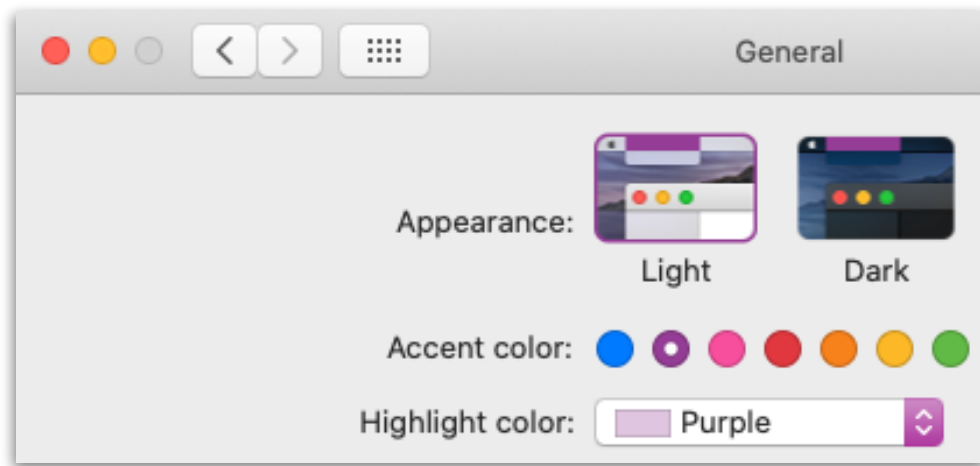 General
Appearance:
Light Dark
Accent color:
Highlight color: Purple